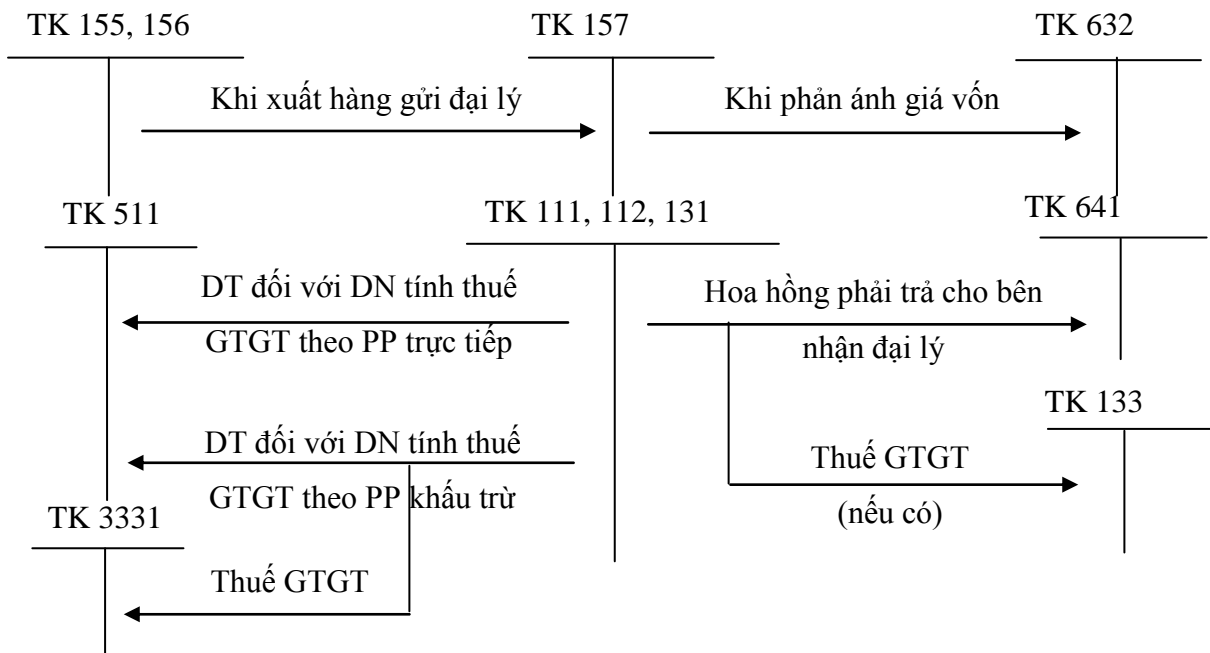 TK 155, 156
TK 157
TK 632
Khi xuất hàng gửi đại lý
Khi phản ánh giá vốn
TK 511
TK 111, 112, 131
TK 641
DT đối với DN tính thuế
GTGT theo PP trực tiếp
Hoa hồng phải trả cho bên
nhận đại lý
TK 133
DT đối với DN tính thuế
GTGT theo PP khấu trừ
Thuế GTGT
(nếu có)
TK 3331
Thuế GTGT